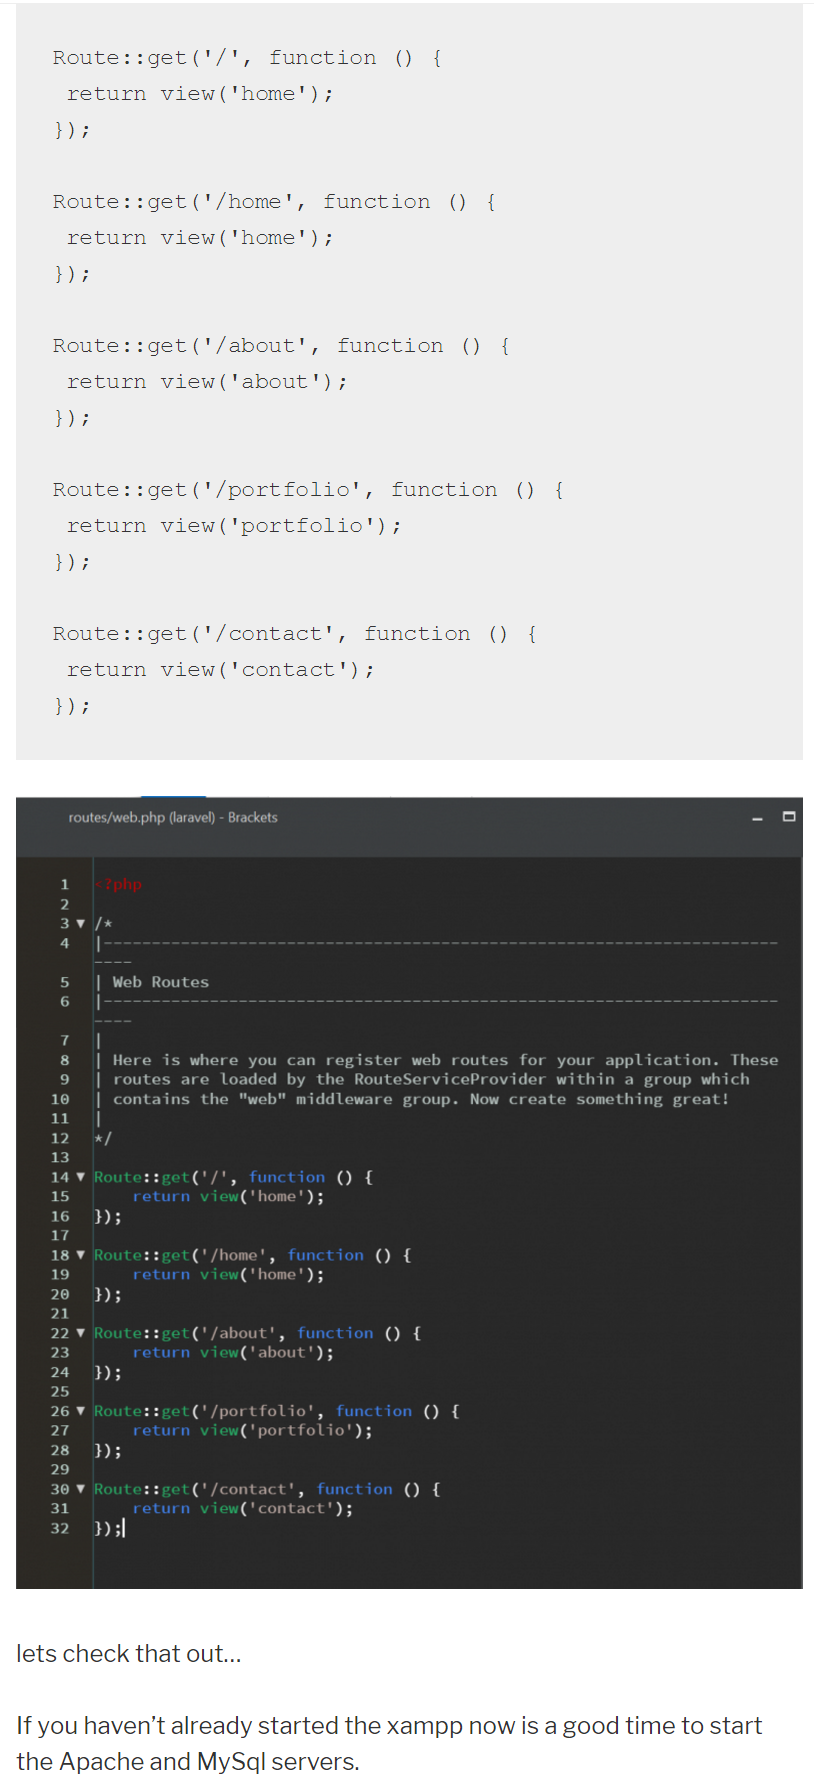 Route::get('/', function () {
 return view('home');
});

Route::get('/home', function () {
 return view('home');
});

Route::get('/about', function () {
 return view('about');
});

Route::get('/portfolio', function () {
 return view('portfolio');
});

Route::get('/contact', function () {
 return view('contact');
});

routes/web.php (laravel) - Brackets
1 <?php
2
3 ▼ /*
4 |----------------------------------------------------------------------
----
5 | Web Routes
6 |----------------------------------------------------------------------
----
7 |
8 | Here is where you can register web routes for your application. These
9 | routes are loaded by the RouteServiceProvider within a group which
10 | contains the "web" middleware group. Now create something great!
11 |
12 */
13
14 ▼ Route::get('/', function () {
15     return view('home');
16 });
17
18 ▼ Route::get('/home', function () {
19     return view('home');
20 });
21
22 ▼ Route::get('/about', function () {
23     return view('about');
24 });
25
26 ▼ Route::get('/portfolio', function () {
27     return view('portfolio');
28 });
29
30 ▼ Route::get('/contact', function () {
31     return view('contact');
32 });

lets check that out...

If you haven’t already started the xampp now is a good time to start
the Apache and MySql servers.